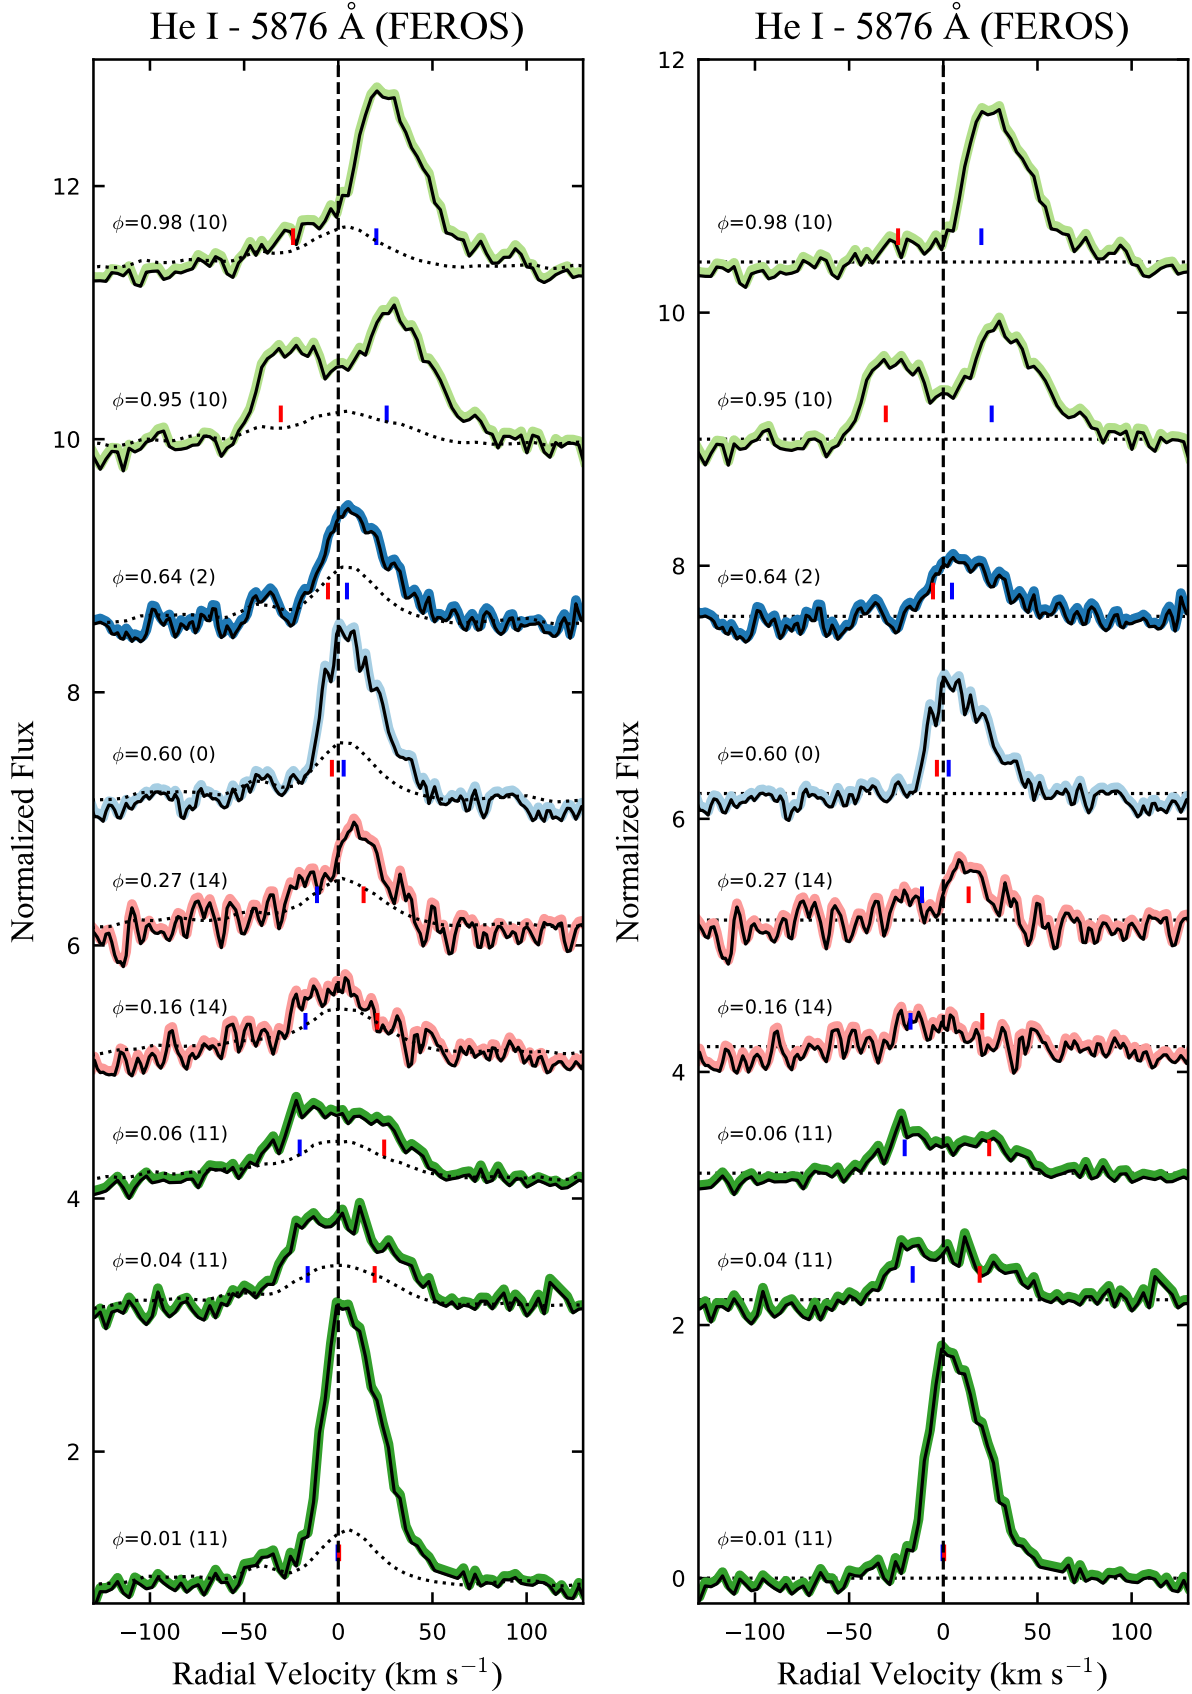 He I - 5876 Å (FEROS)
12
10
8
6
4
2
ϕ=0.98 (10)
ϕ=0.95 (10)
ϕ=0.64 (2)
ϕ=0.60 (0)
ϕ=0.27 (14)
ϕ=0.16 (14)
ϕ=0.06 (11)
ϕ=0.04 (11)
ϕ=0.01 (11)
Normalized Flux
−100 −50 0 50 100
Radial Velocity (km s⁻¹)
He I - 5876 Å (FEROS)
12
10
8
6
4
2
0
ϕ=0.98 (10)
ϕ=0.95 (10)
ϕ=0.64 (2)
ϕ=0.60 (0)
ϕ=0.27 (14)
ϕ=0.16 (14)
ϕ=0.06 (11)
ϕ=0.04 (11)
ϕ=0.01 (11)
Normalized Flux
−100 −50 0 50 100
Radial Velocity (km s⁻¹)